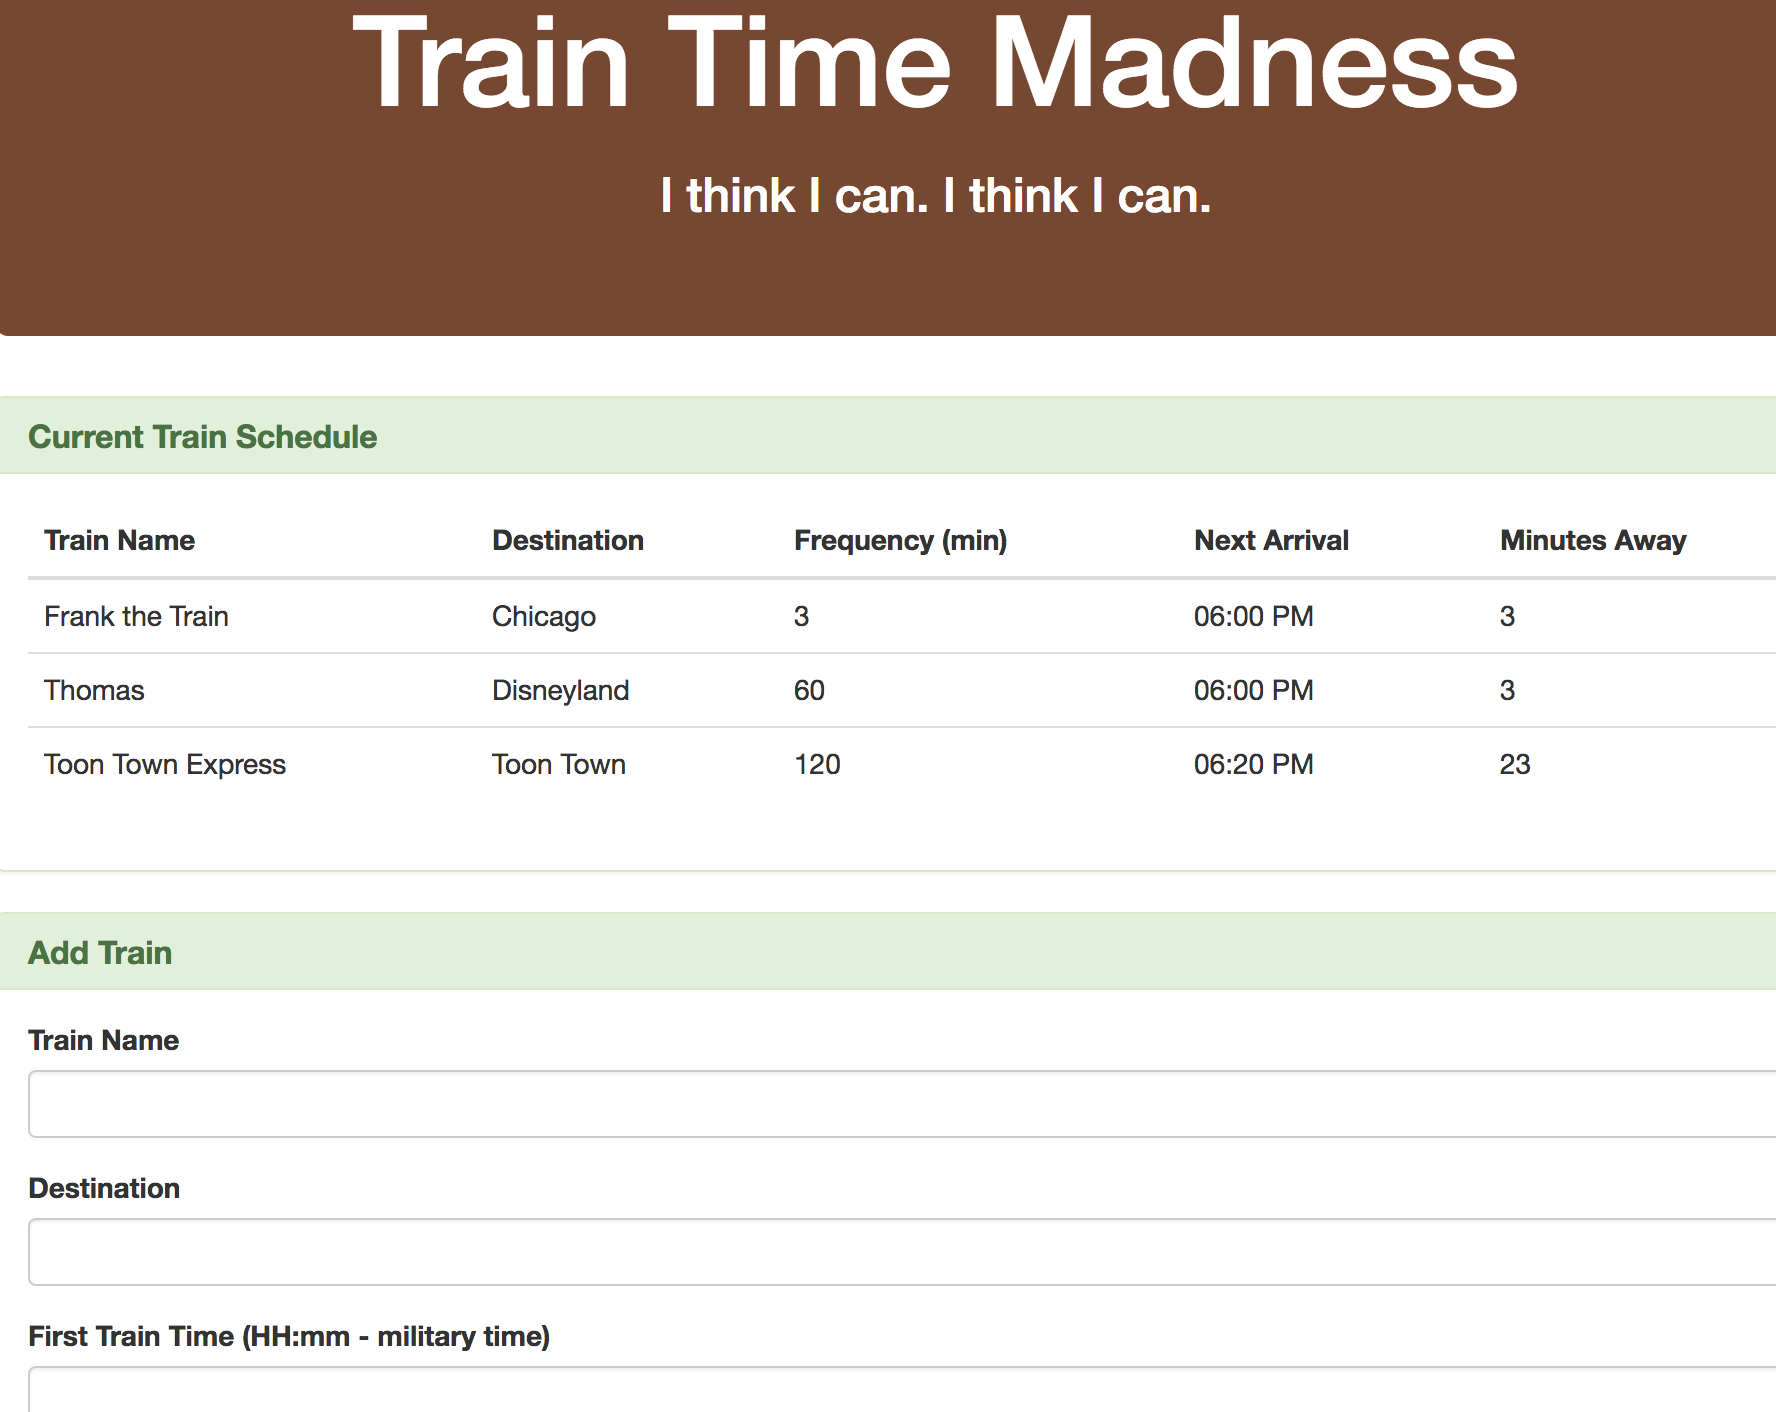 Train Time Madness
I think I can. I think I can.
Current Train Schedule
Train Name Destination Frequency (min) Next Arrival Minutes Away
Frank the Train Chicago 3 06:00 PM 3
Thomas Disneyland 60 06:00 PM 3
Toon Town Express Toon Town 120 06:20 PM 23
Add Train
Train Name
Destination
First Train Time (HH:mm - military time)